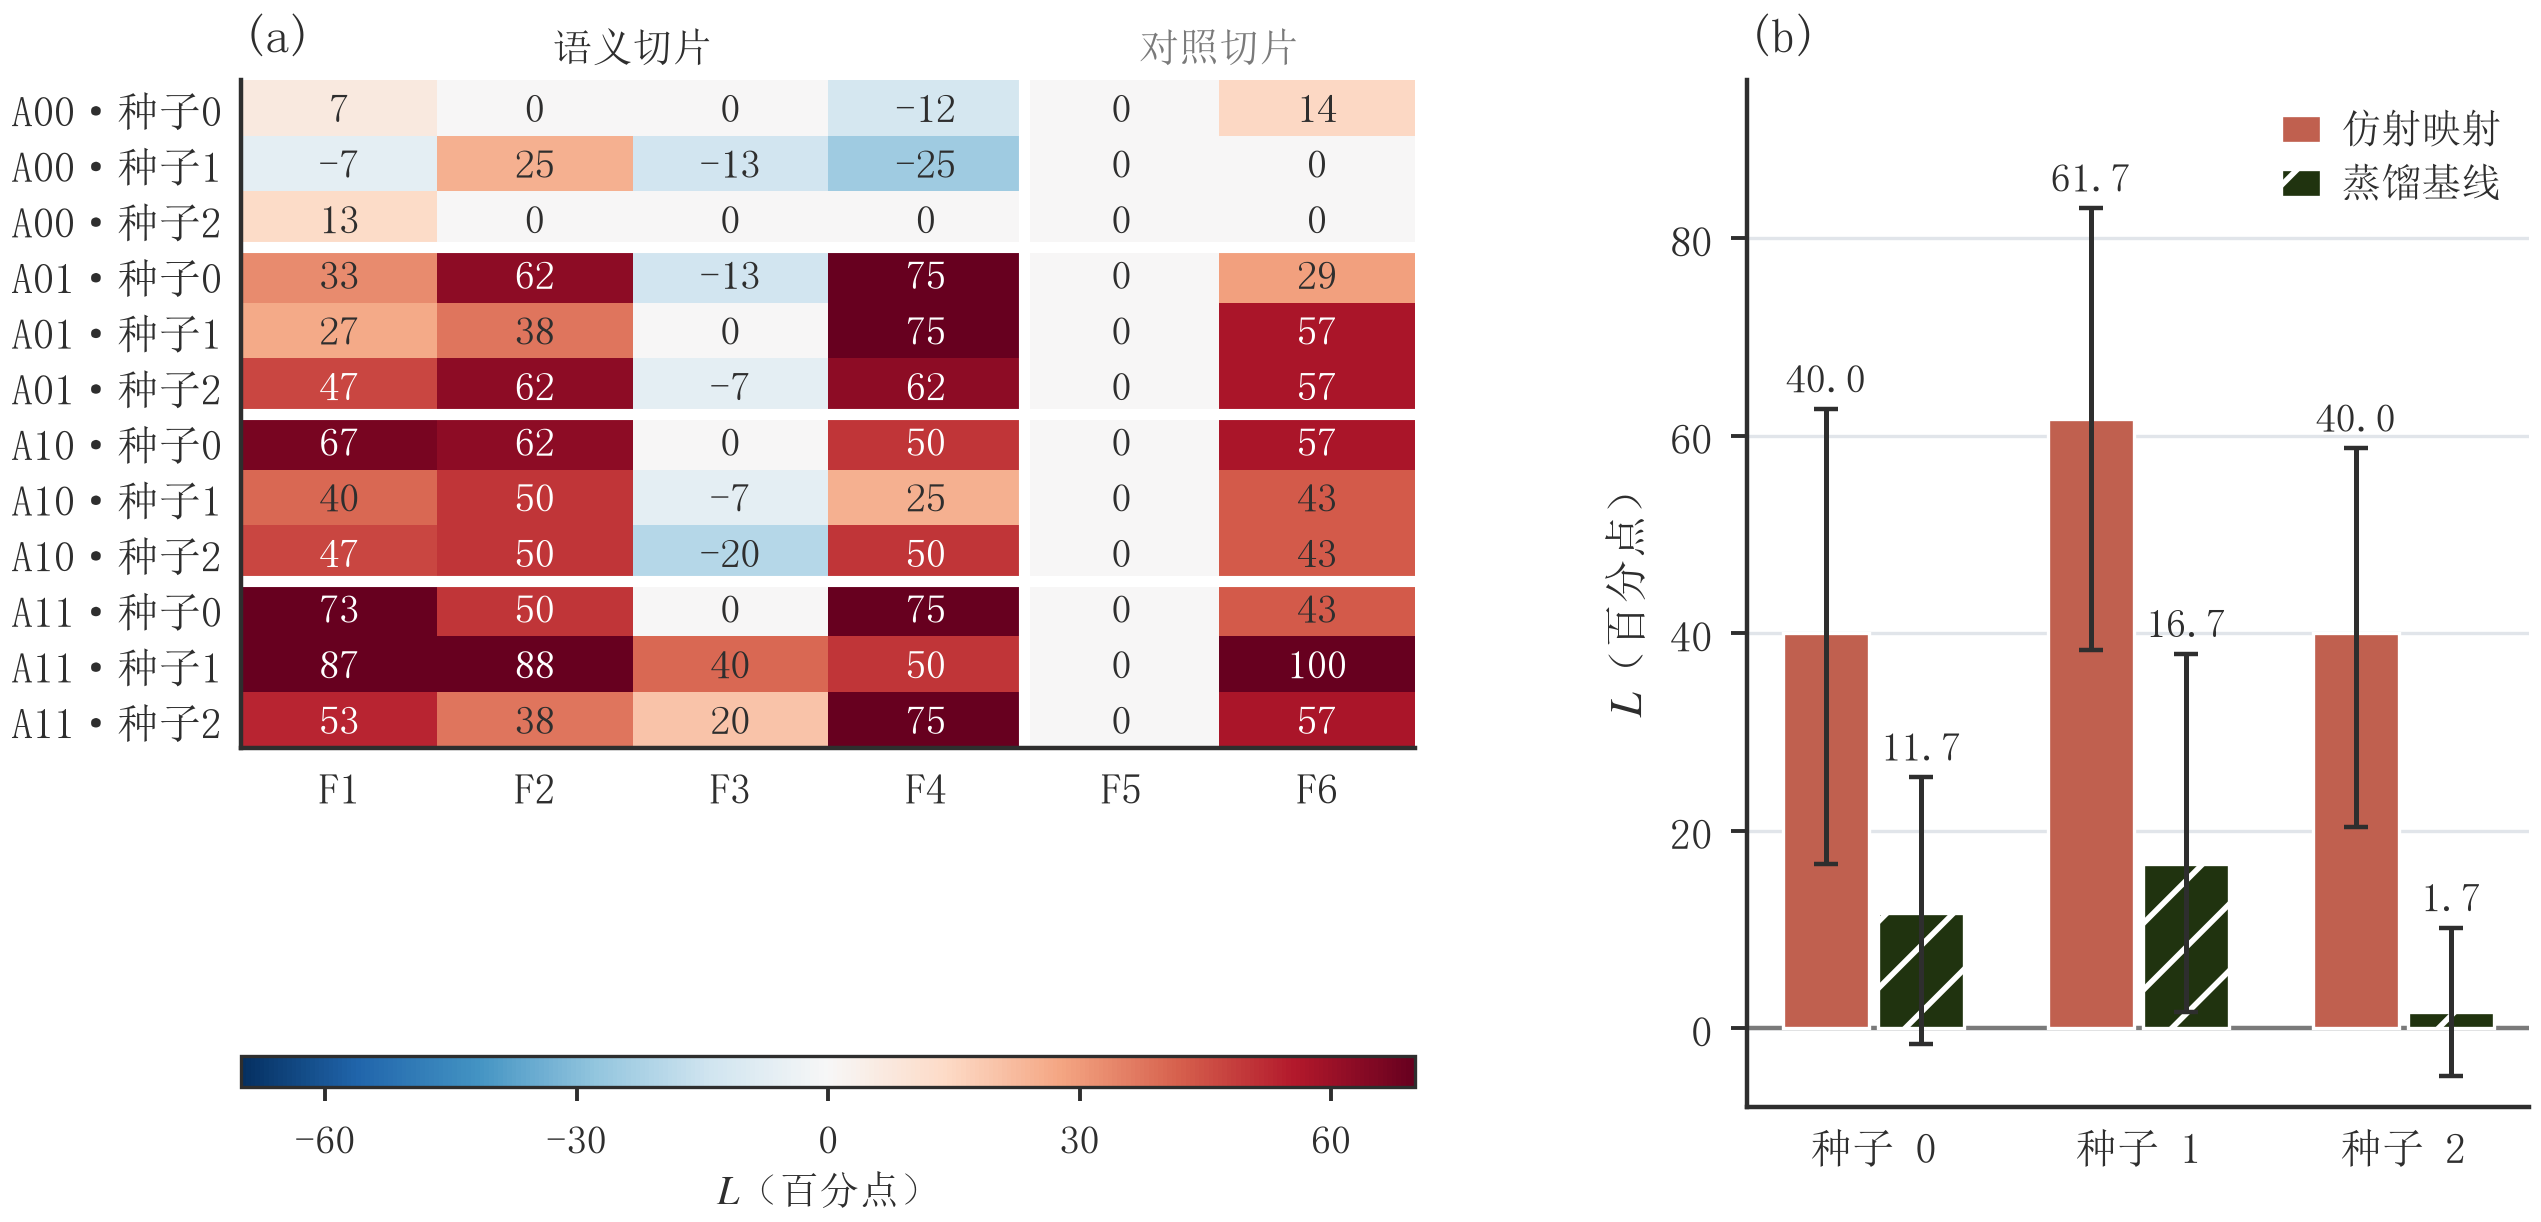 (a)
语义切片 对照切片
A00・种子0 7 0 0 -12 0 14
A00・种子1 -7 25 -13 -25 0 0
A00・种子2 13 0 0 0 0 0
A01・种子0 33 62 -13 75 0 29
A01・种子1 27 38 0 75 0 57
A01・种子2 47 62 -7 62 0 57
A10・种子0 67 62 0 50 0 57
A10・种子1 40 50 -7 25 0 43
A10・种子2 47 50 -20 50 0 43
A11・种子0 73 50 0 75 0 43
A11・种子1 87 88 40 50 0 100
A11・种子2 53 38 20 75 0 57
F1 F2 F3 F4 F5 F6
-60 -30 0 30 60
L（百分点）
(b)
仿射映射
蒸馏基线
L（百分点）
80
60
40
20
0
40.0
11.7
61.7
16.7
40.0
1.7
种子 0 种子 1 种子 2